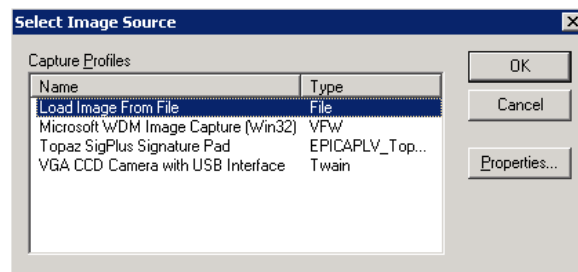 Select Image Source
Capture Profiles
Name Type
Load Image From File File
Microsoft WDM Image Capture (Win32) VFW
Topaz SigPlus Signature Pad EPICAPLV_Top...
VGA CCD Camera with USB Interface Twain
OK
Cancel
Properties...